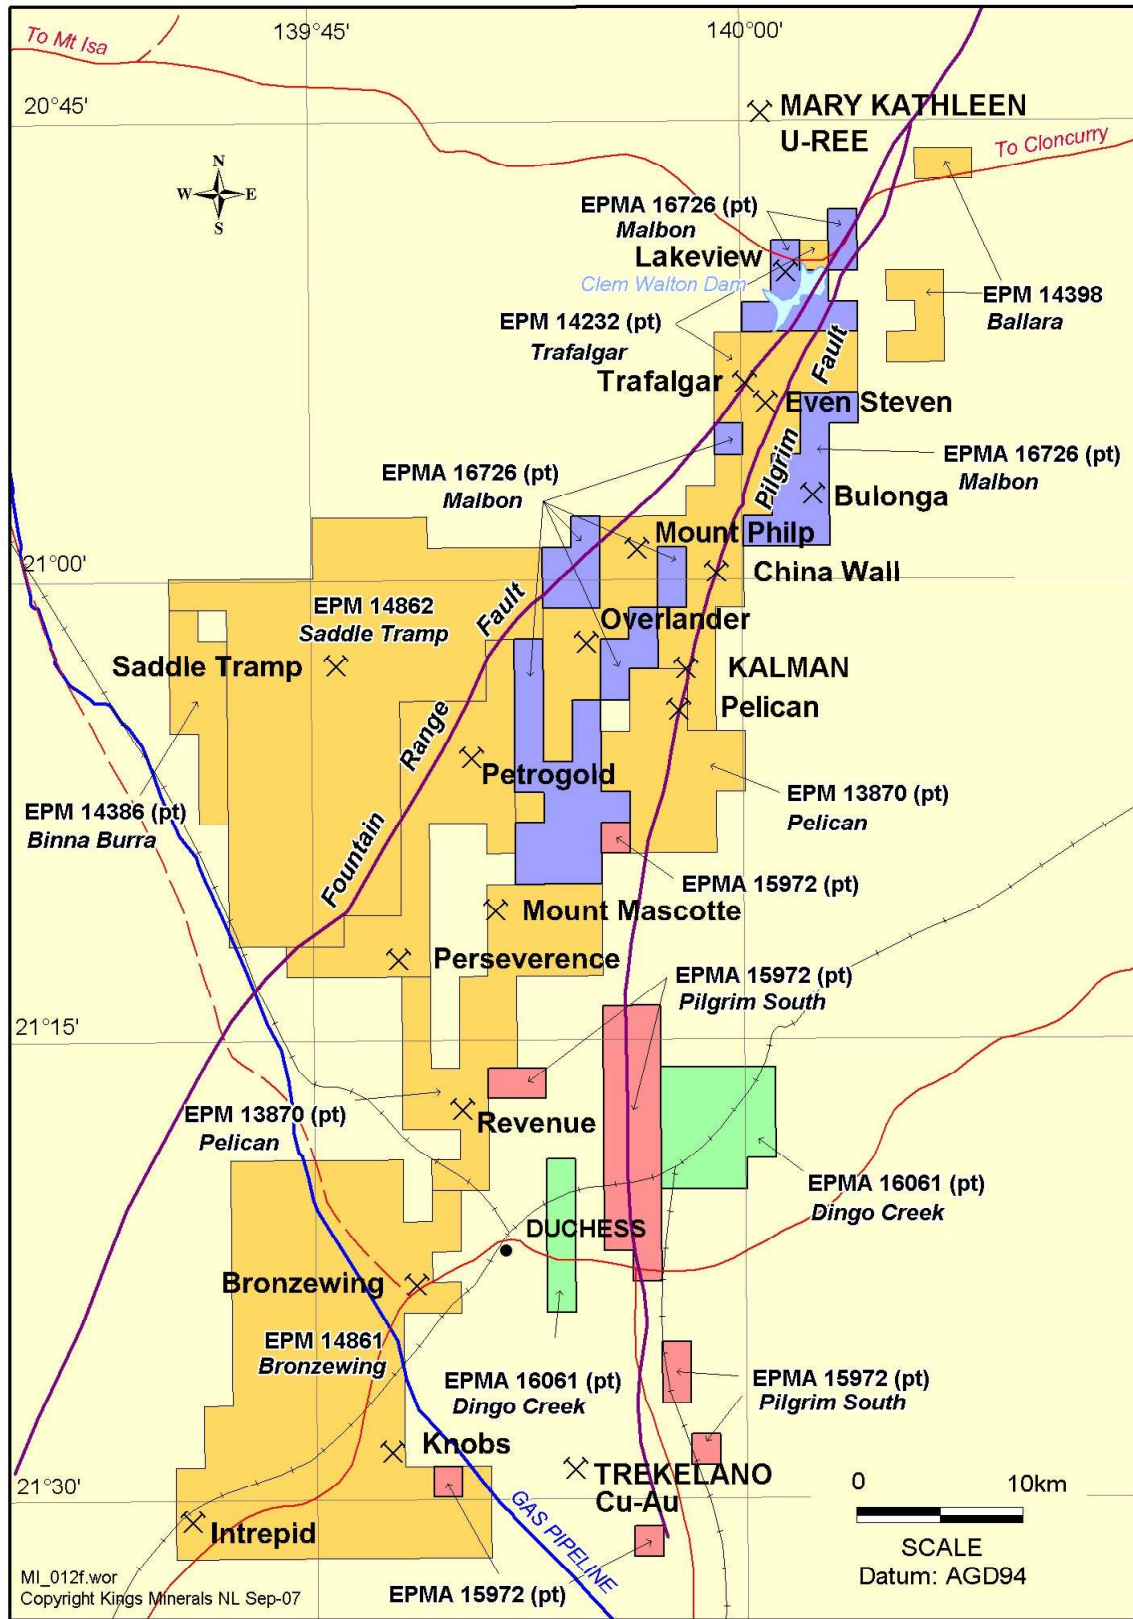 139°45'
140°00'
To Mt Isa
20°45'
MARY KATHLEEN
U-REE
To Cloncurry
N
W
E
S
EPMA 16726 (pt)
Malbon
Lakeview
Clem Walton Dam
EPM 14398
Ballara
EPM 14232 (pt)
Trafalgar
Trafalgar
Fault
Even Steven
EPMA 16726 (pt)
Malbon
EPMA 16726 (pt)
Malbon
Pilgrim
Bulonga
Mount Philp
21°00'
China Wall
EPM 14862
Saddle Tramp
Fault
Overlander
Saddle Tramp
KALMAN
Pelican
Range
Petrogold
EPM 14386 (pt)
Binna Burra
EPM 13870 (pt)
Pelican
Fountain
EPMA 15972 (pt)
Mount Mascotte
Perseverence
EPMA 15972 (pt)
Pilgrim South
21°15'
EPM 13870 (pt)
Pelican
Revenue
EPMA 16061 (pt)
Dingo Creek
DUCHESS
Bronzewing
EPM 14861
Bronzewing
EPMA 16061 (pt)
Dingo Creek
EPMA 15972 (pt)
Pilgrim South
Knobs
TREKELANO
Cu-Au
0
10km
21°30'
GAS PIPELINE
Intrepid
SCALE
Datum: AGD94
MI_012f.wor
Copyright Kings Minerals NL Sep-07
EPMA 15972 (pt)